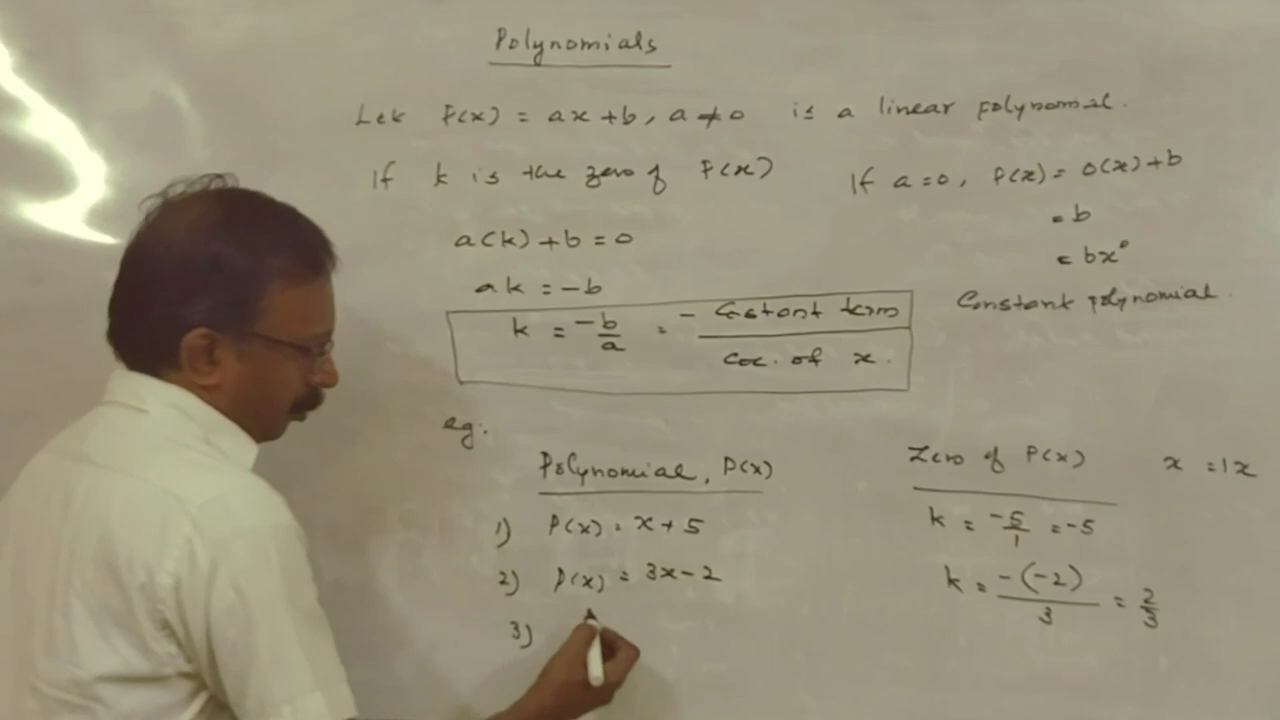 Polynomials
Let P(x) = ax + b, a ≠ 0 is a linear polynomial.
If k is the zero of P(x)
a(k) + b = 0
ak = -b
k = -b/a = - Constant term / Coe. of x.
If a = 0, P(x) = 0(x) + b
= b
= bx⁰
Constant polynomial.
eg:
Polynomial, P(x)
Zero of P(x)
x = 1x
1) P(x) = x + 5
k = -5/1 = -5
2) P(x) = 3x - 2
k = -(-2)/3 = 2/3
3)